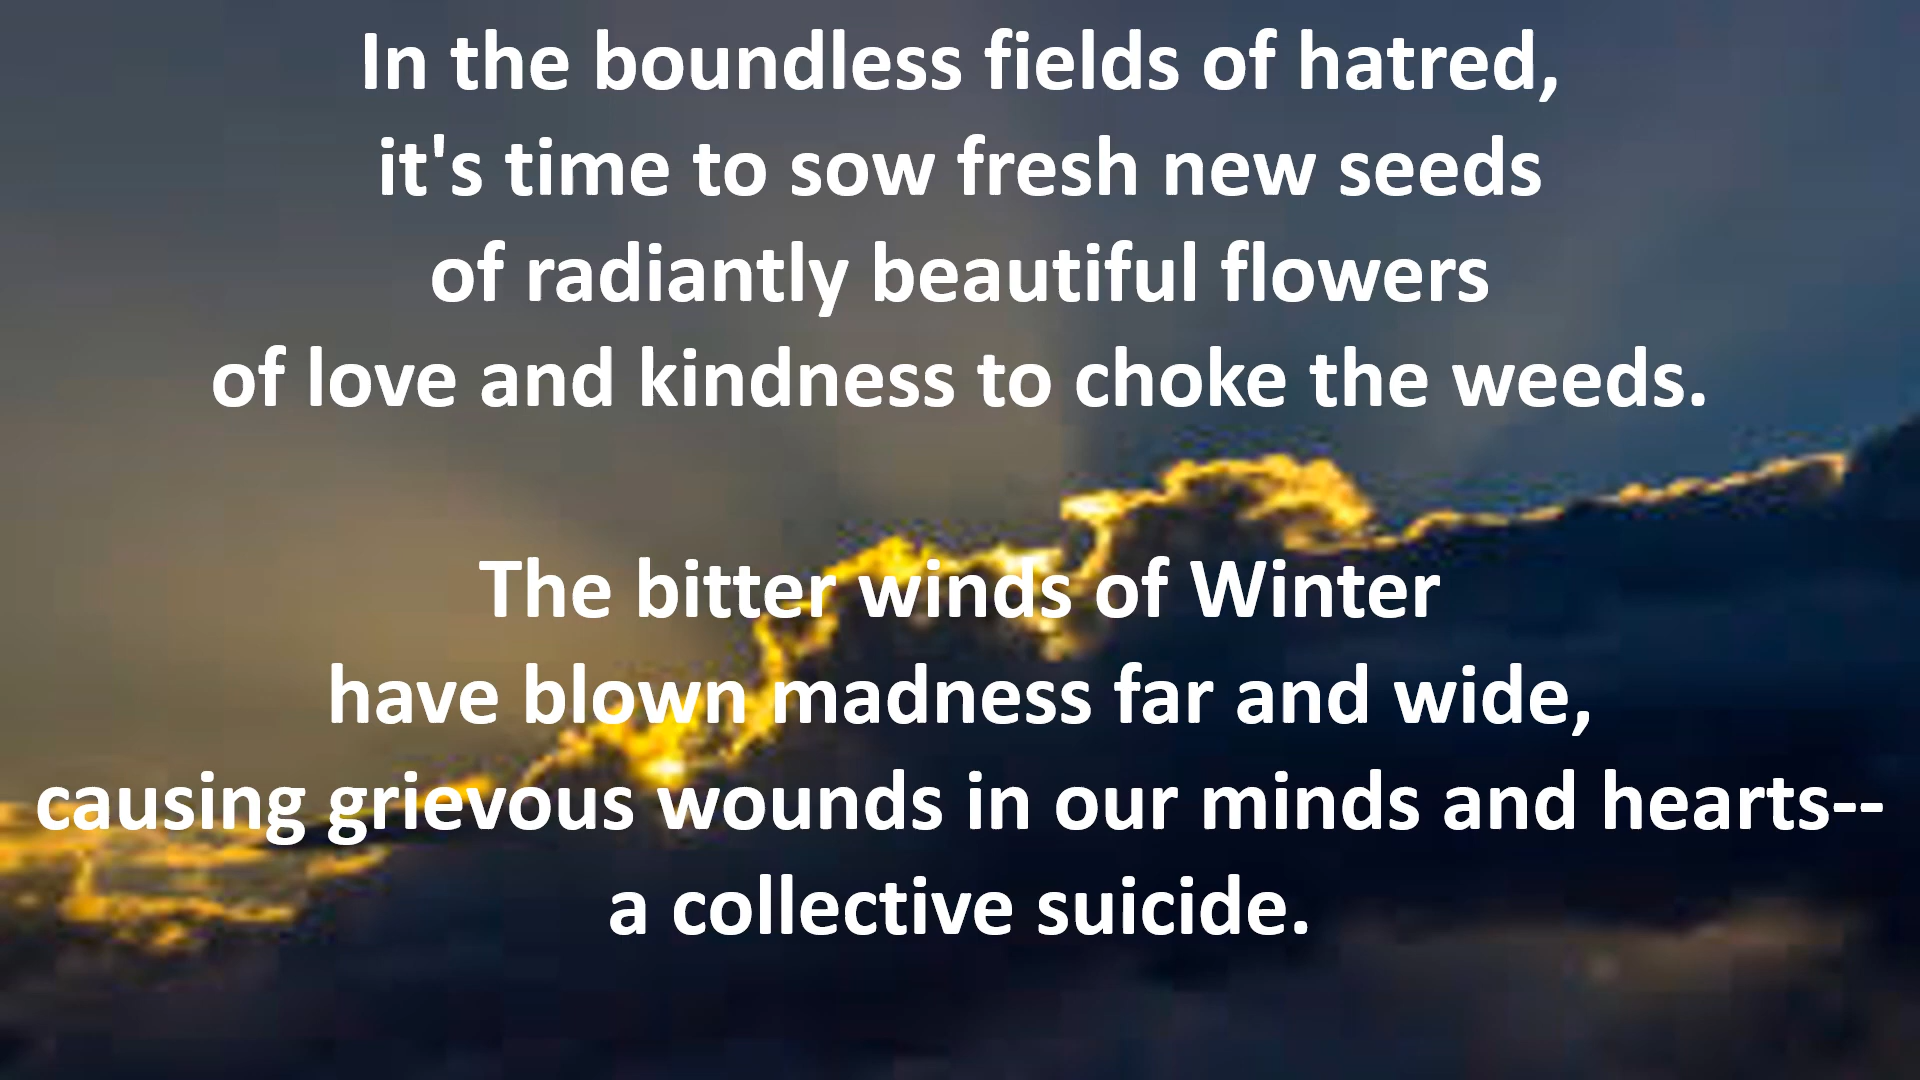 In the boundless fields of hatred,
it's time to sow fresh new seeds
of radiantly beautiful flowers
of love and kindness to choke the weeds.
The bitter winds of Winter
have blown madness far and wide,
causing grievous wounds in our minds and hearts--
a collective suicide.